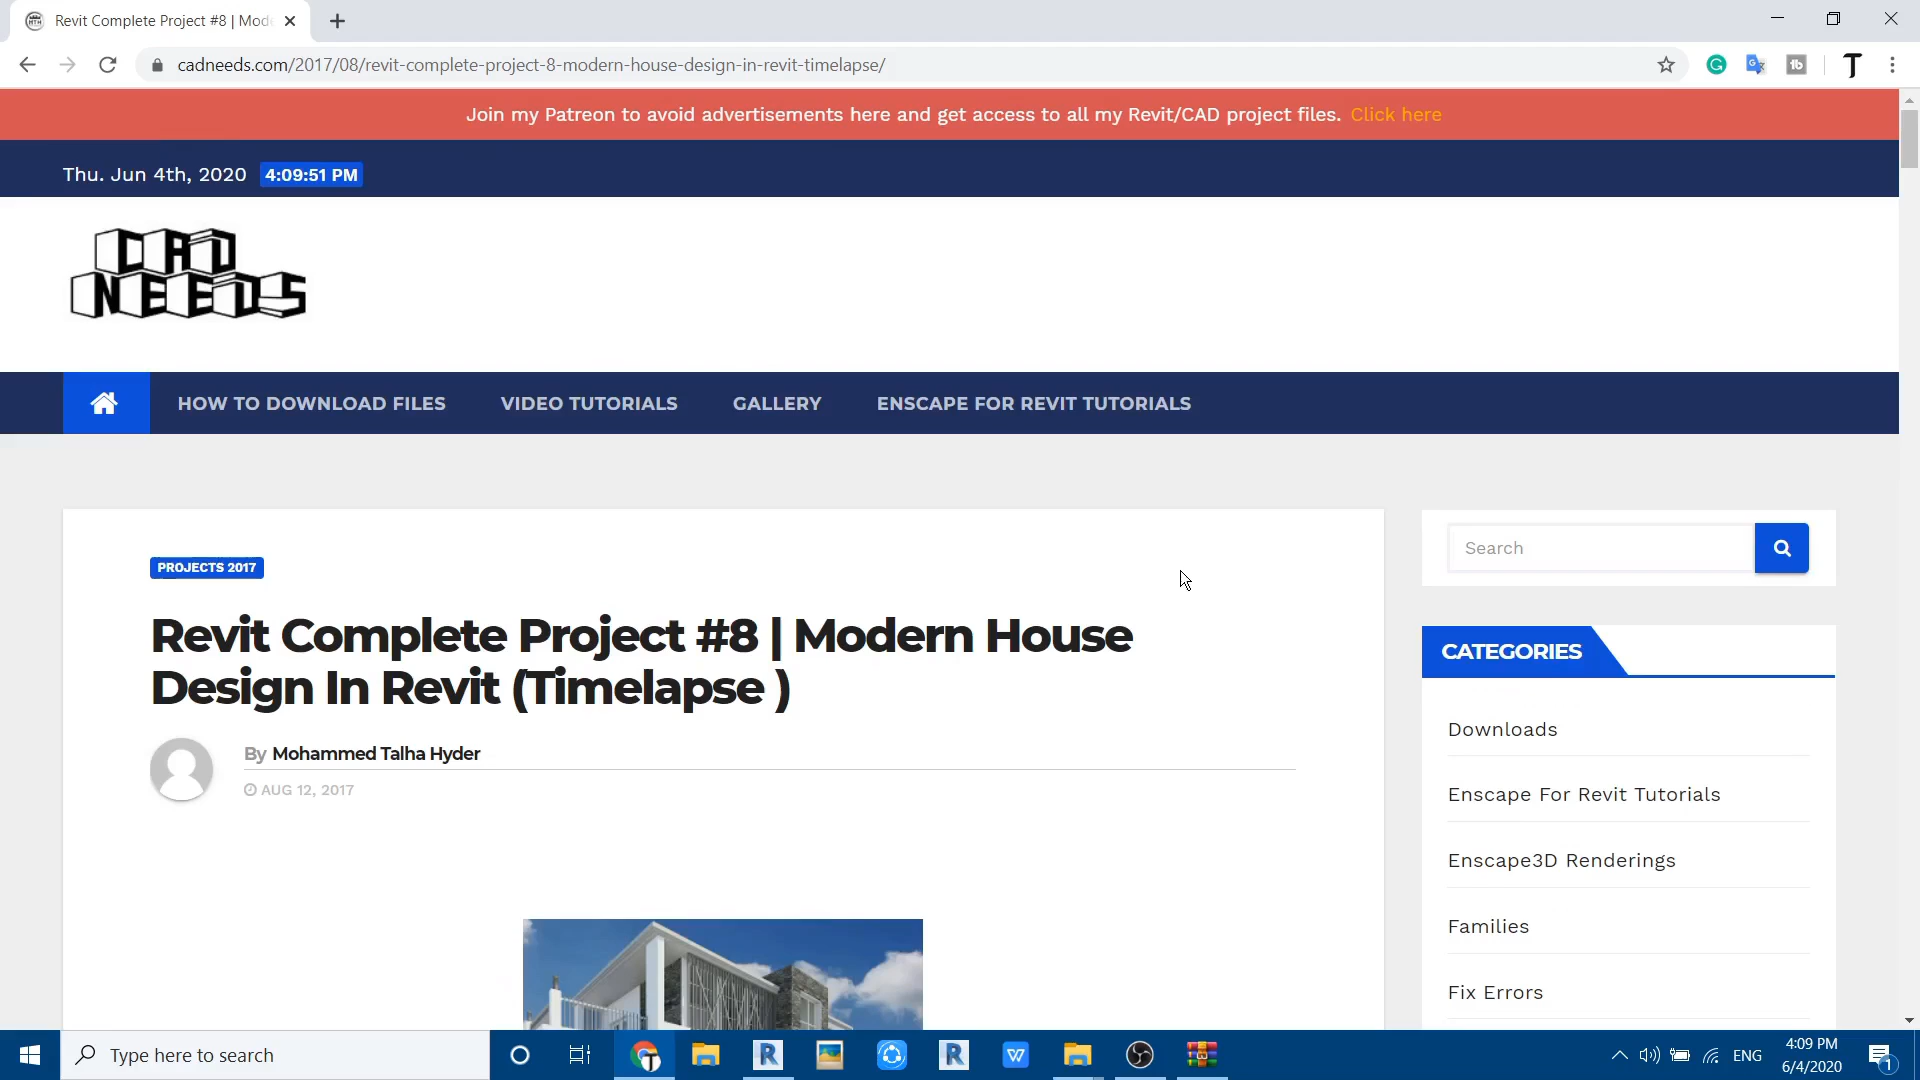 Revit Complete Project #8 | Mod
cadneeds.com/2017/08/revit-complete-project-8-modern-house-design-in-revit-timelapse/
Join my Patreon to avoid advertisements here and get access to all my Revit/CAD project files. Click here
Thu. Jun 4th, 2020 4:09:51 PM
CAD
NEEDS
HOW TO DOWNLOAD FILES VIDEO TUTORIALS GALLERY ENSCAPE FOR REVIT TUTORIALS
PROJECTS 2017
Revit Complete Project #8 | Modern House
Design In Revit (Timelapse )
By Mohammed Talha Hyder
AUG 12, 2017
Search
CATEGORIES
Downloads
Enscape For Revit Tutorials
Enscape3D Renderings
Families
Fix Errors
Type here to search
ENG
4:09 PM
6/4/2020
1